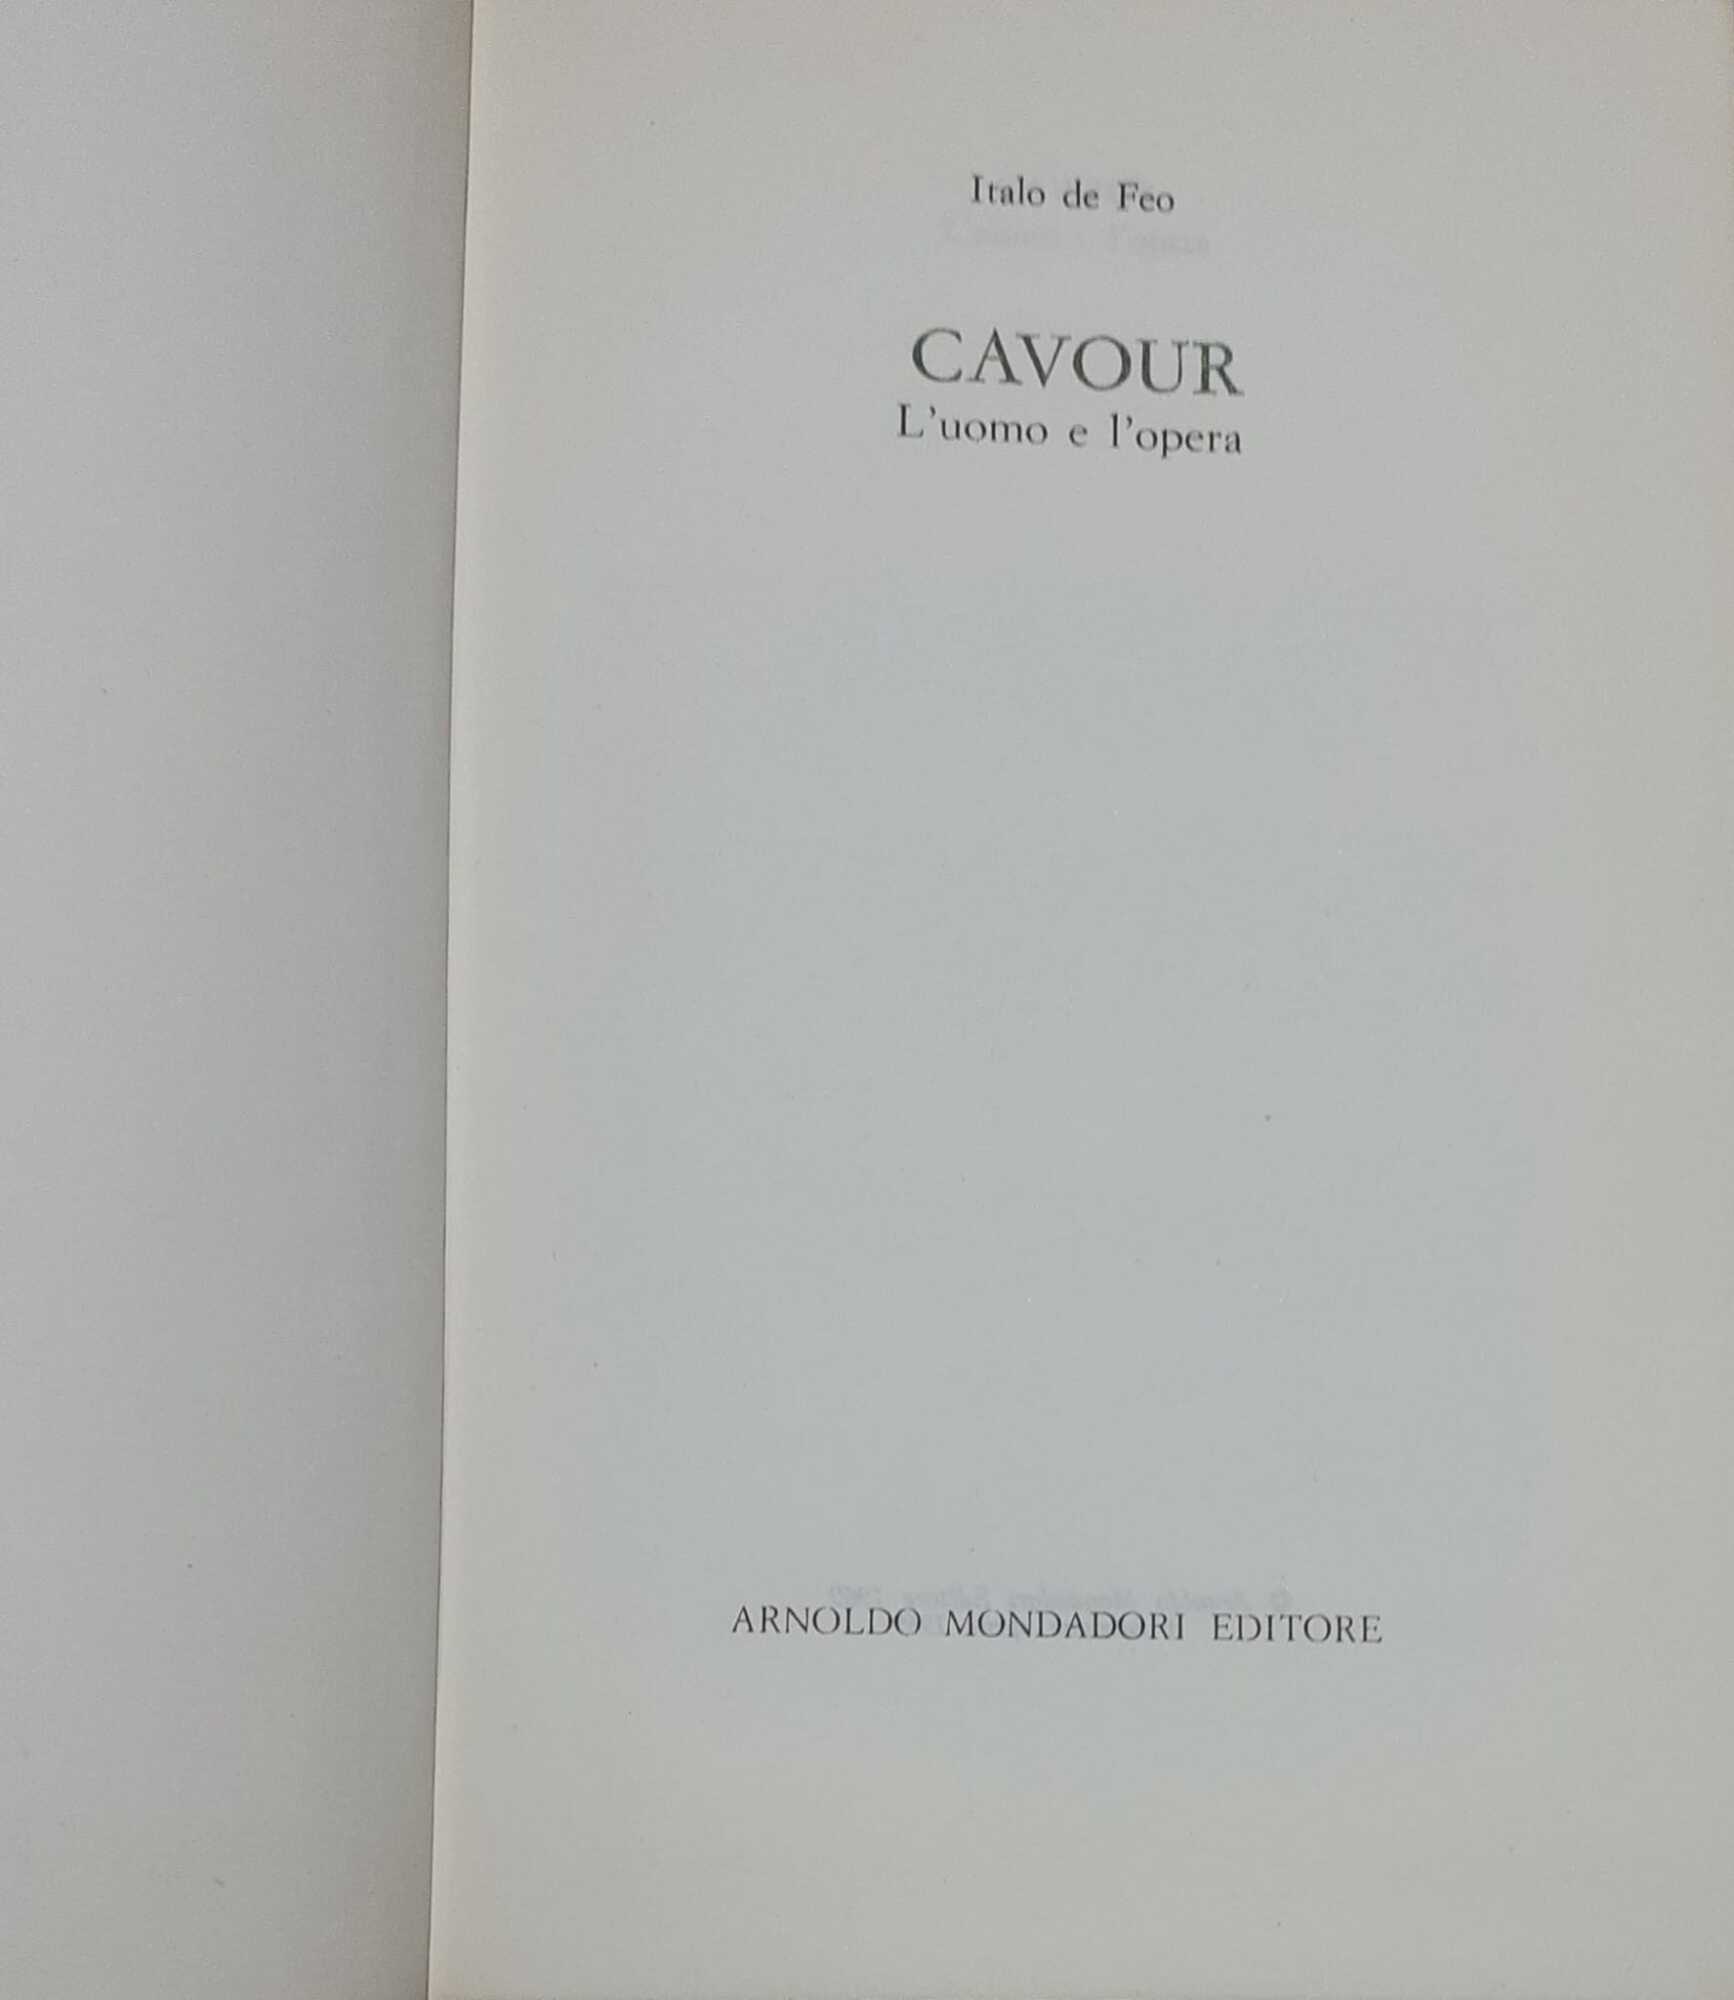 Italo de Feo
CAVOUR
L'uomo e l'opera
ARNOLDO MONDADORI EDITORE